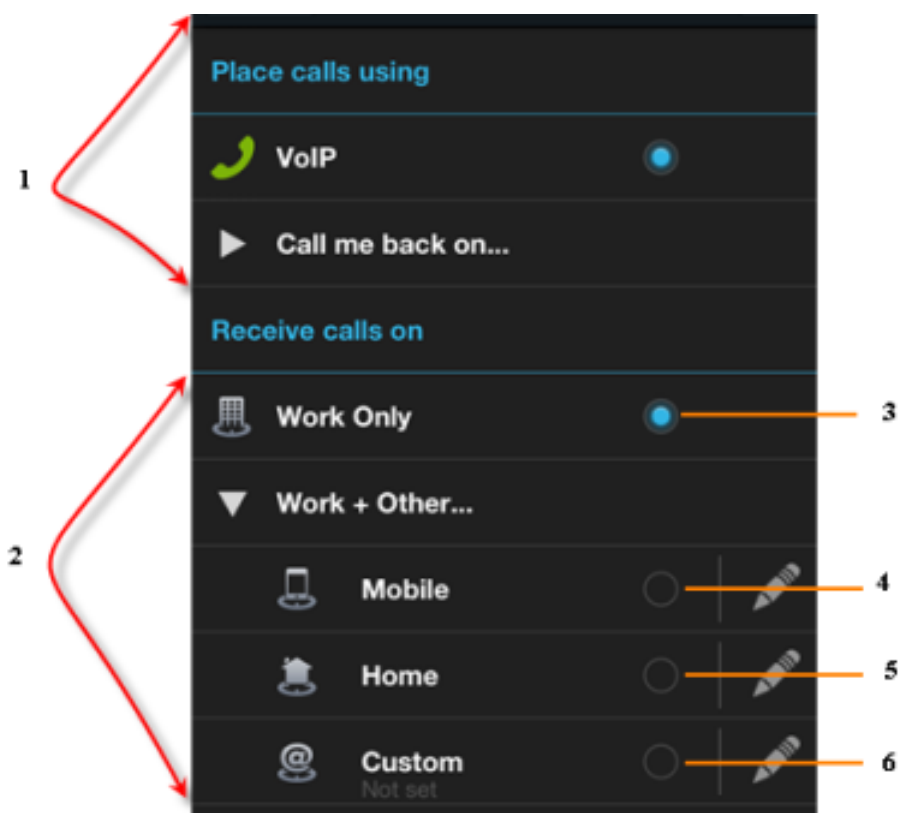 Place calls using
1
VoIP
Call me back on...
Receive calls on
Work Only
3
Work + Other...
2
Mobile
4
Home
5
Custom
6
Not set